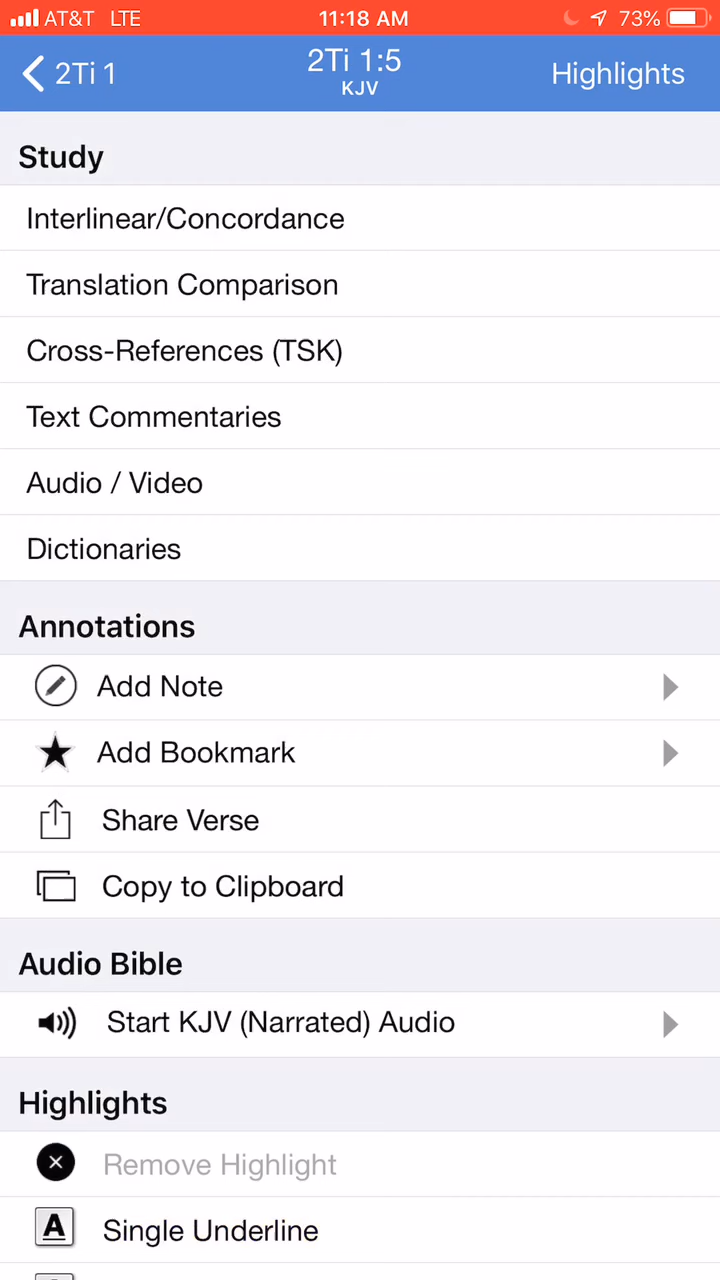 AT&T LTE 11:18 AM 73%
2Ti 1 2Ti 1:5 Highlights
KJV
Study
Interlinear/Concordance
Translation Comparison
Cross-References (TSK)
Text Commentaries
Audio / Video
Dictionaries
Annotations
Add Note
Add Bookmark
Share Verse
Copy to Clipboard
Audio Bible
Start KJV (Narrated) Audio
Highlights
Remove Highlight
A Single Underline